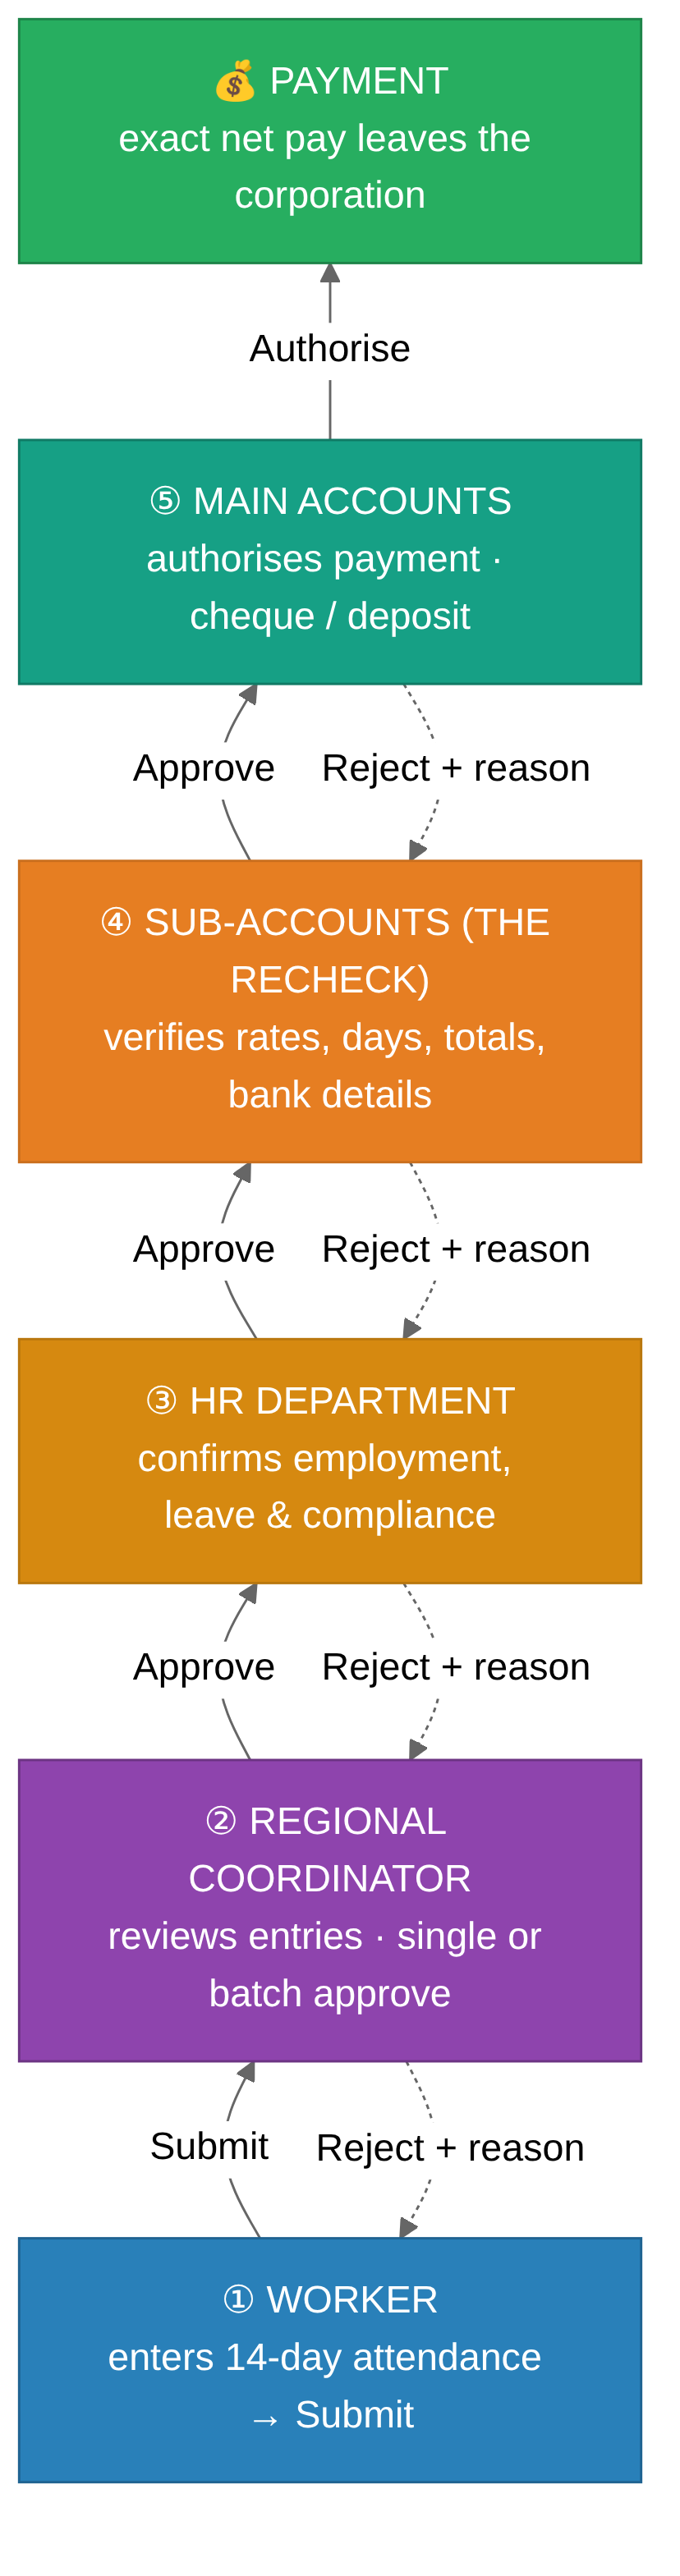 💰 PAYMENT
exact net pay leaves the
corporation
Authorise
⑤ MAIN ACCOUNTS
authorises payment ·
cheque / deposit
Approve
Reject + reason
④ SUB-ACCOUNTS (THE
RECHECK)
verifies rates, days, totals,
bank details
Approve
Reject + reason
③ HR DEPARTMENT
confirms employment,
leave & compliance
Approve
Reject + reason
② REGIONAL
COORDINATOR
reviews entries · single or
batch approve
Submit
Reject + reason
① WORKER
enters 14-day attendance
→ Submit